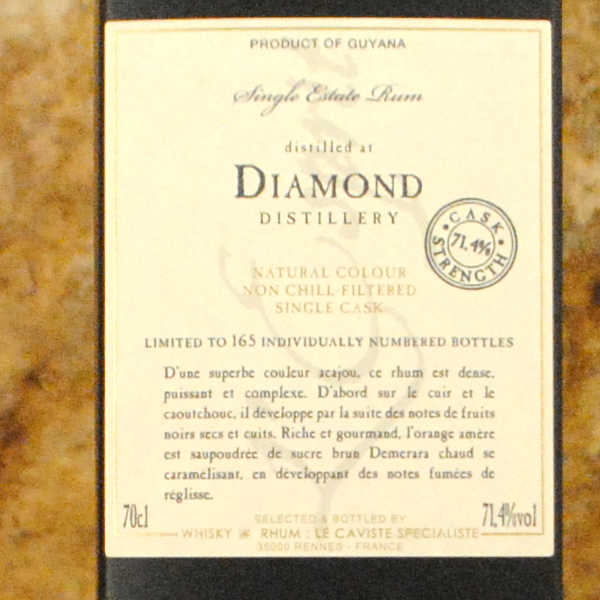 PRODUCT OF GUYANA
Single Estate Rum
distilled at
DIAMOND
DISTILLERY
CASK
71,4%
STRENGTH
NATURAL COLOUR
NON CHILL-FILTERED
SINGLE CASK
LIMITED TO 165 INDIVIDUALLY NUMBERED BOTTLES
D'une superbe couleur acajou, ce rhum est dense,
puissant et complexe. D'abord sur le cuir et le
caoutchouc, il développe par la suite des notes de fruits
noirs secs et cuits. Riche et gourmand, l'orange amère
est saupoudrée de sucre brun Demerara chaud se
caramélisant, en développant des notes fumées de
réglisse.
70cl
SELECTED & BOTTLED BY
71,4%vol
WHISKY & RHUM : LE CAVISTE SPECIALISTE
35000 RENNES - FRANCE